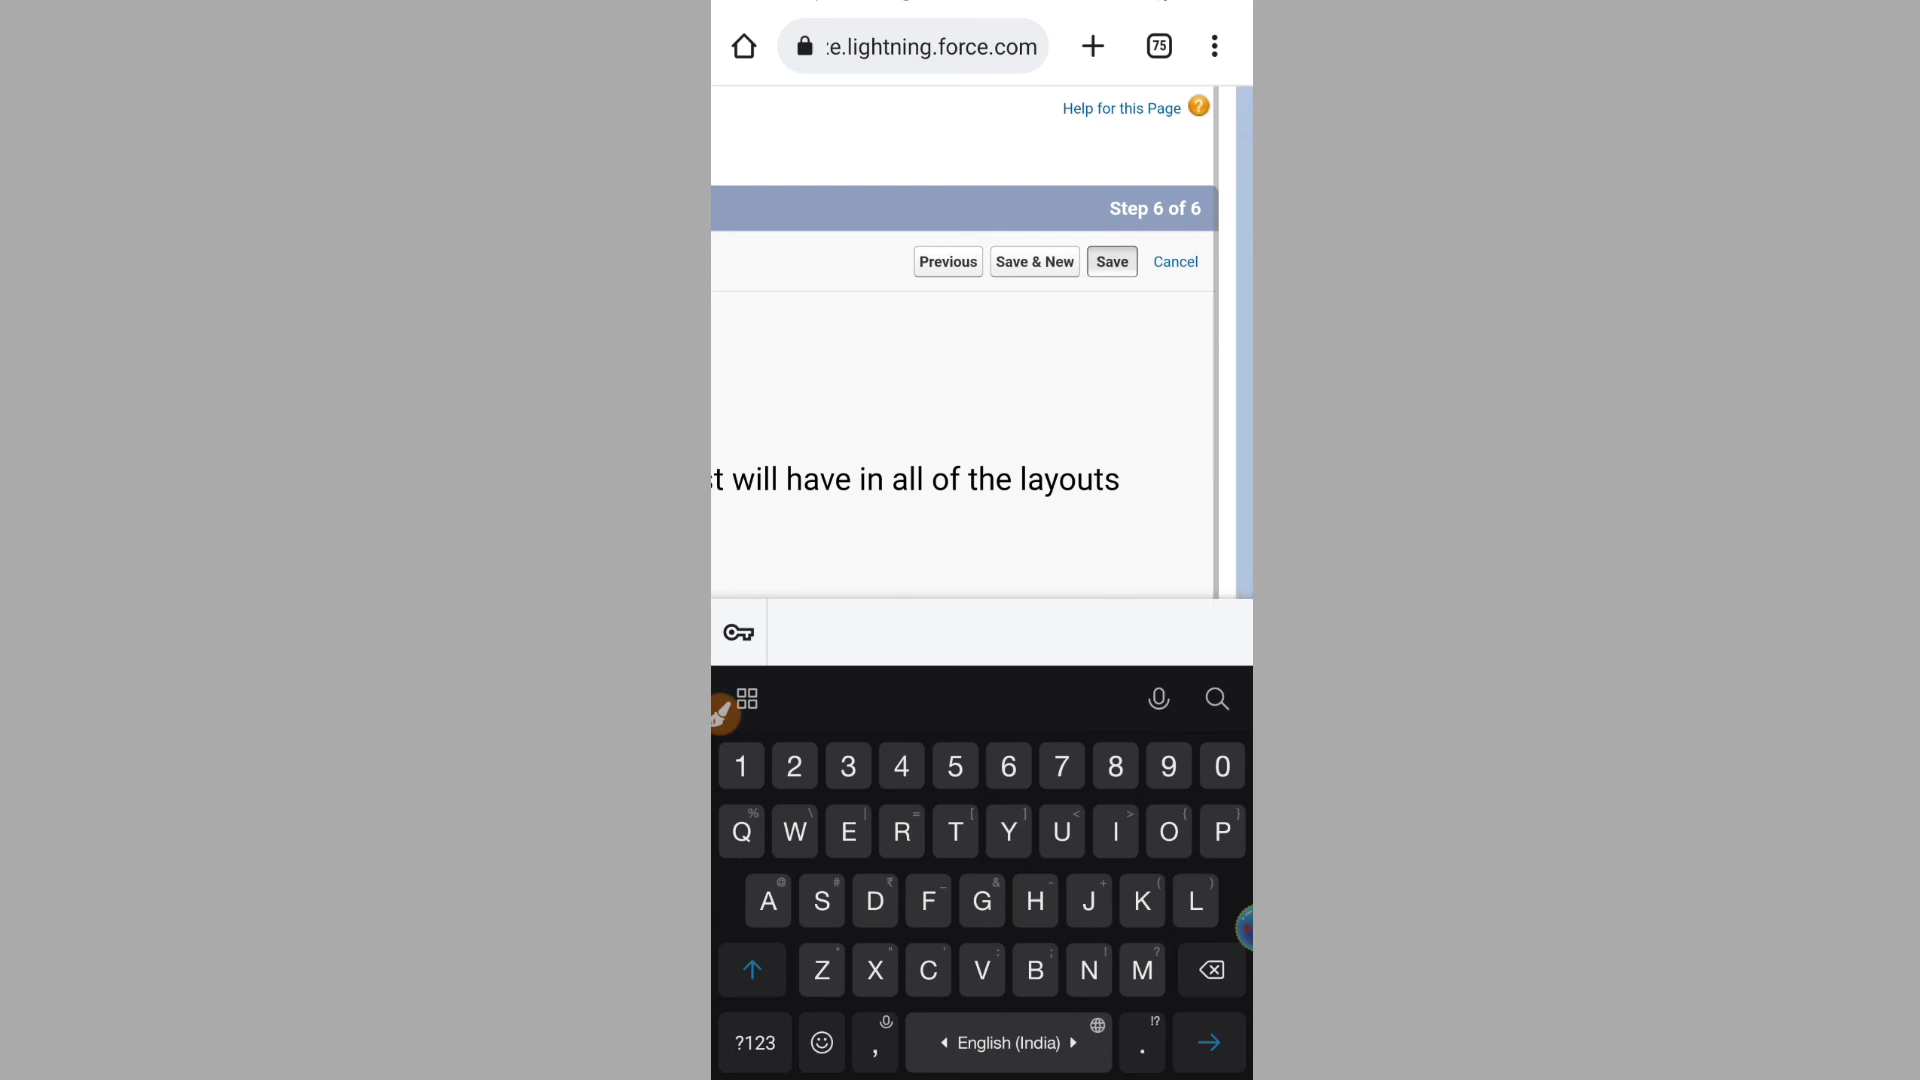 :e.lightning.force.com
75
Help for this Page ?
Step 6 of 6
Previous Save & New Save Cancel
t will have in all of the layouts
1 2 3 4 5 6 7 8 9 0
% \ | = [ ] < > { }
Q W E R T Y U I O P
@ # ₹ _ & - + ( )
A S D F G H J K L
* " ' : ; ! ?
Z X C V B N M
!?
?123 , English (India) .